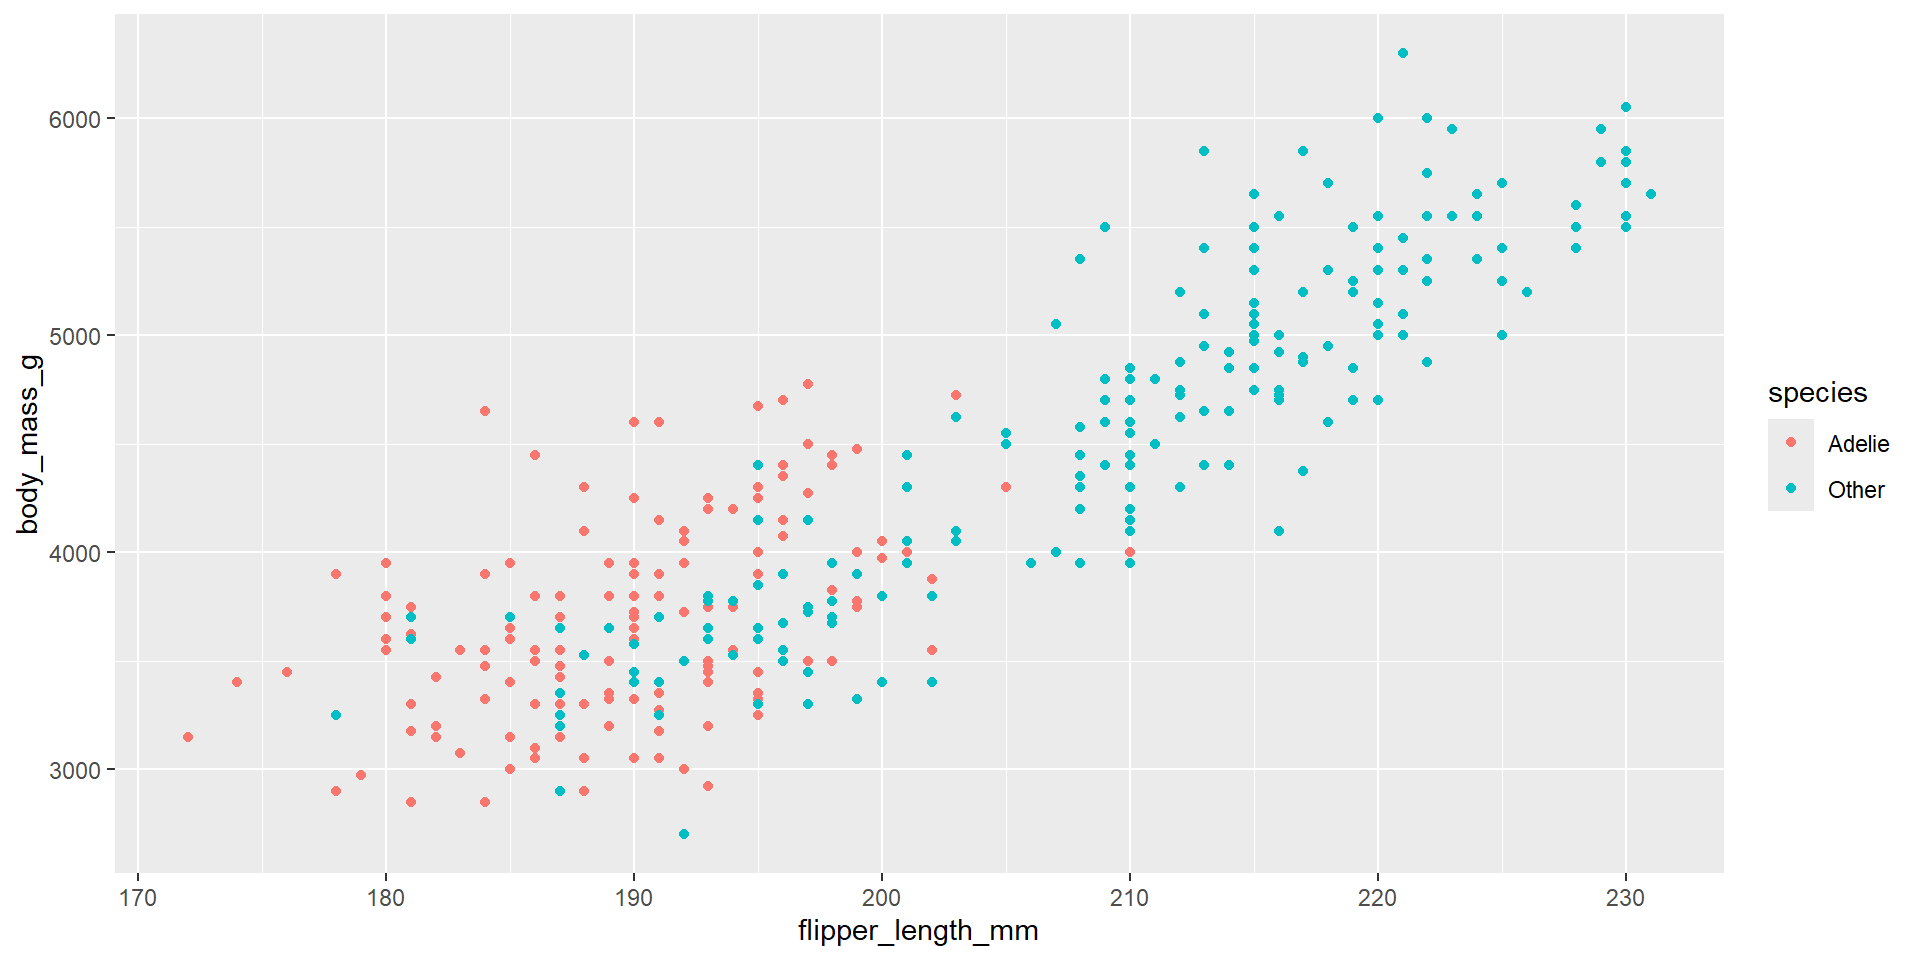 6000
5000
4000
3000
body_mass_g
170 180 190 200 210 220 230
flipper_length_mm
species
Adelie
Other